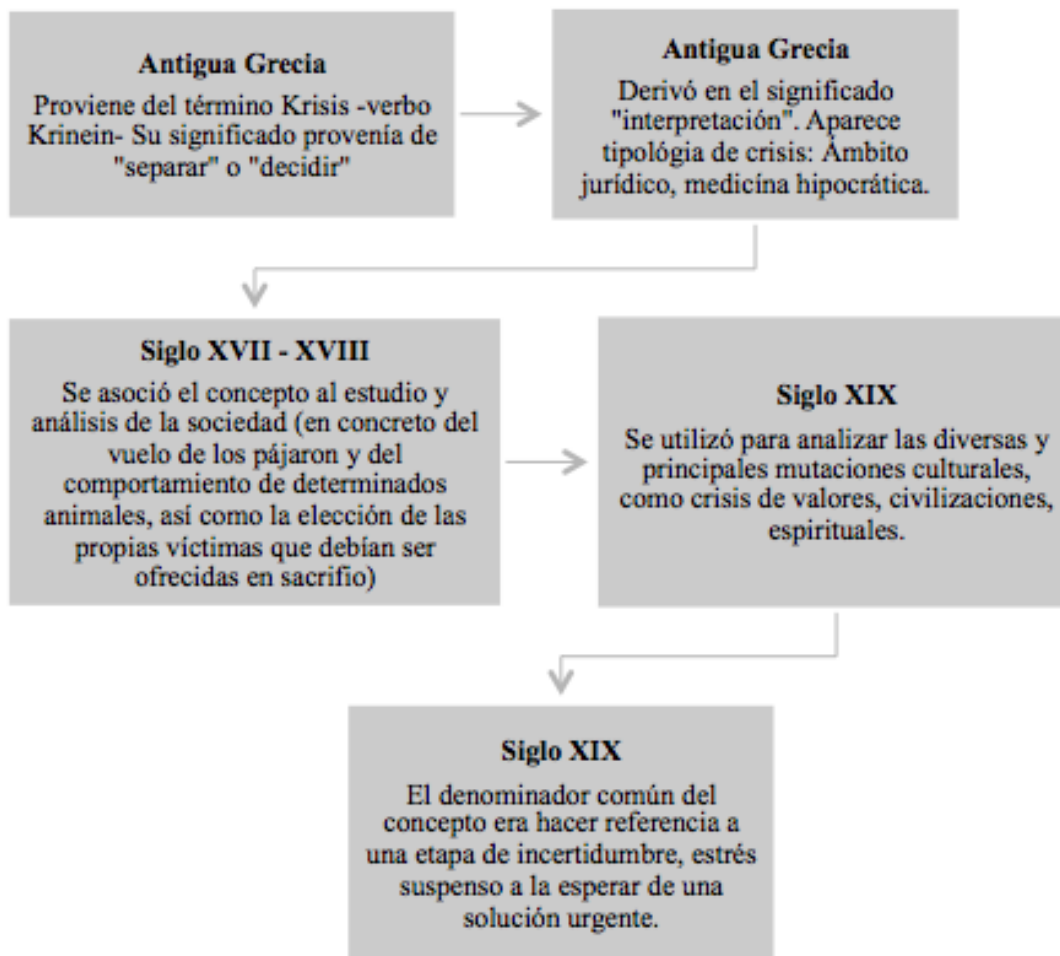 Antigua Grecia
Proviene del término Krisis -verbo
Krinein- Su significado provenía de
"separar" o "decidir"
Antigua Grecia
Derivó en el significado
"interpretación". Aparece
tipológia de crisis: Ámbito
jurídico, medicína hipocrática.
Siglo XVII - XVIII
Se asoció el concepto al estudio y
análisis de la sociedad (en concreto del
vuelo de los pájaron y del
comportamiento de determinados
animales, así como la elección de las
propias víctimas que debían ser
ofrecidas en sacrifio)
Siglo XIX
Se utilizó para analizar las diversas y
principales mutaciones culturales,
como crisis de valores, civilizaciones,
espirituales.
Siglo XIX
El denominador común del
concepto era hacer referencia a
una etapa de incertidumbre, estrés
suspenso a la esperar de una
solución urgente.